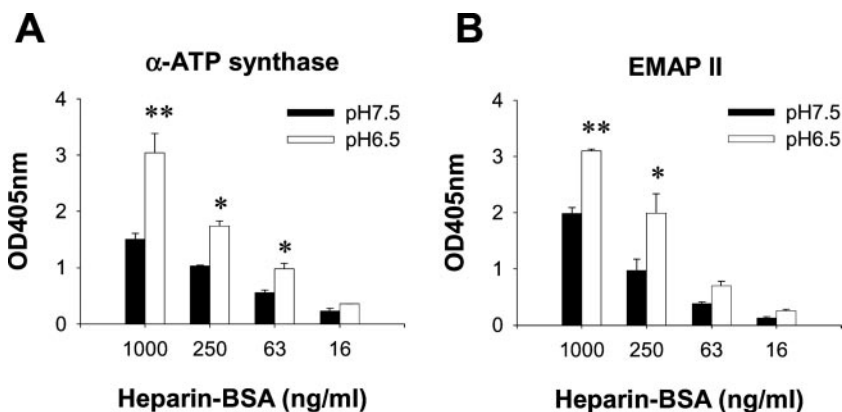 A
α-ATP synthase
4
3
2
1
0
OD405nm
pH7.5
pH6.5
**
*
*
1000 250 63 16
Heparin-BSA (ng/ml)
B
EMAP II
4
3
2
1
0
OD405nm
pH7.5
pH6.5
**
*
1000 250 63 16
Heparin-BSA (ng/ml)